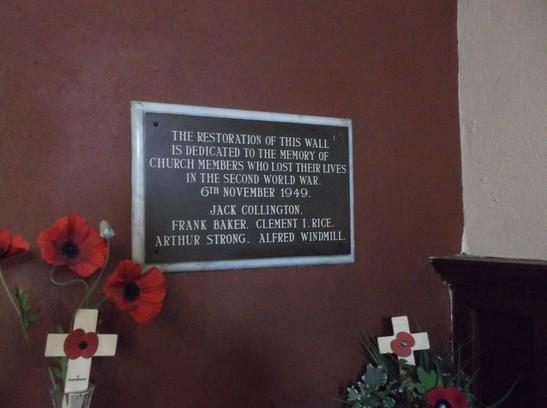 THE RESTORATION OF THIS WALL
IS DEDICATED TO THE MEMORY OF
CHURCH MEMBERS WHO LOST THEIR LIVES
IN THE SECOND WORLD WAR.
6TH NOVEMBER 1949.
JACK COLLINGTON.
FRANK BAKER. CLEMENT I. RICE.
ARTHUR STRONG. ALFRED WINDMILL.